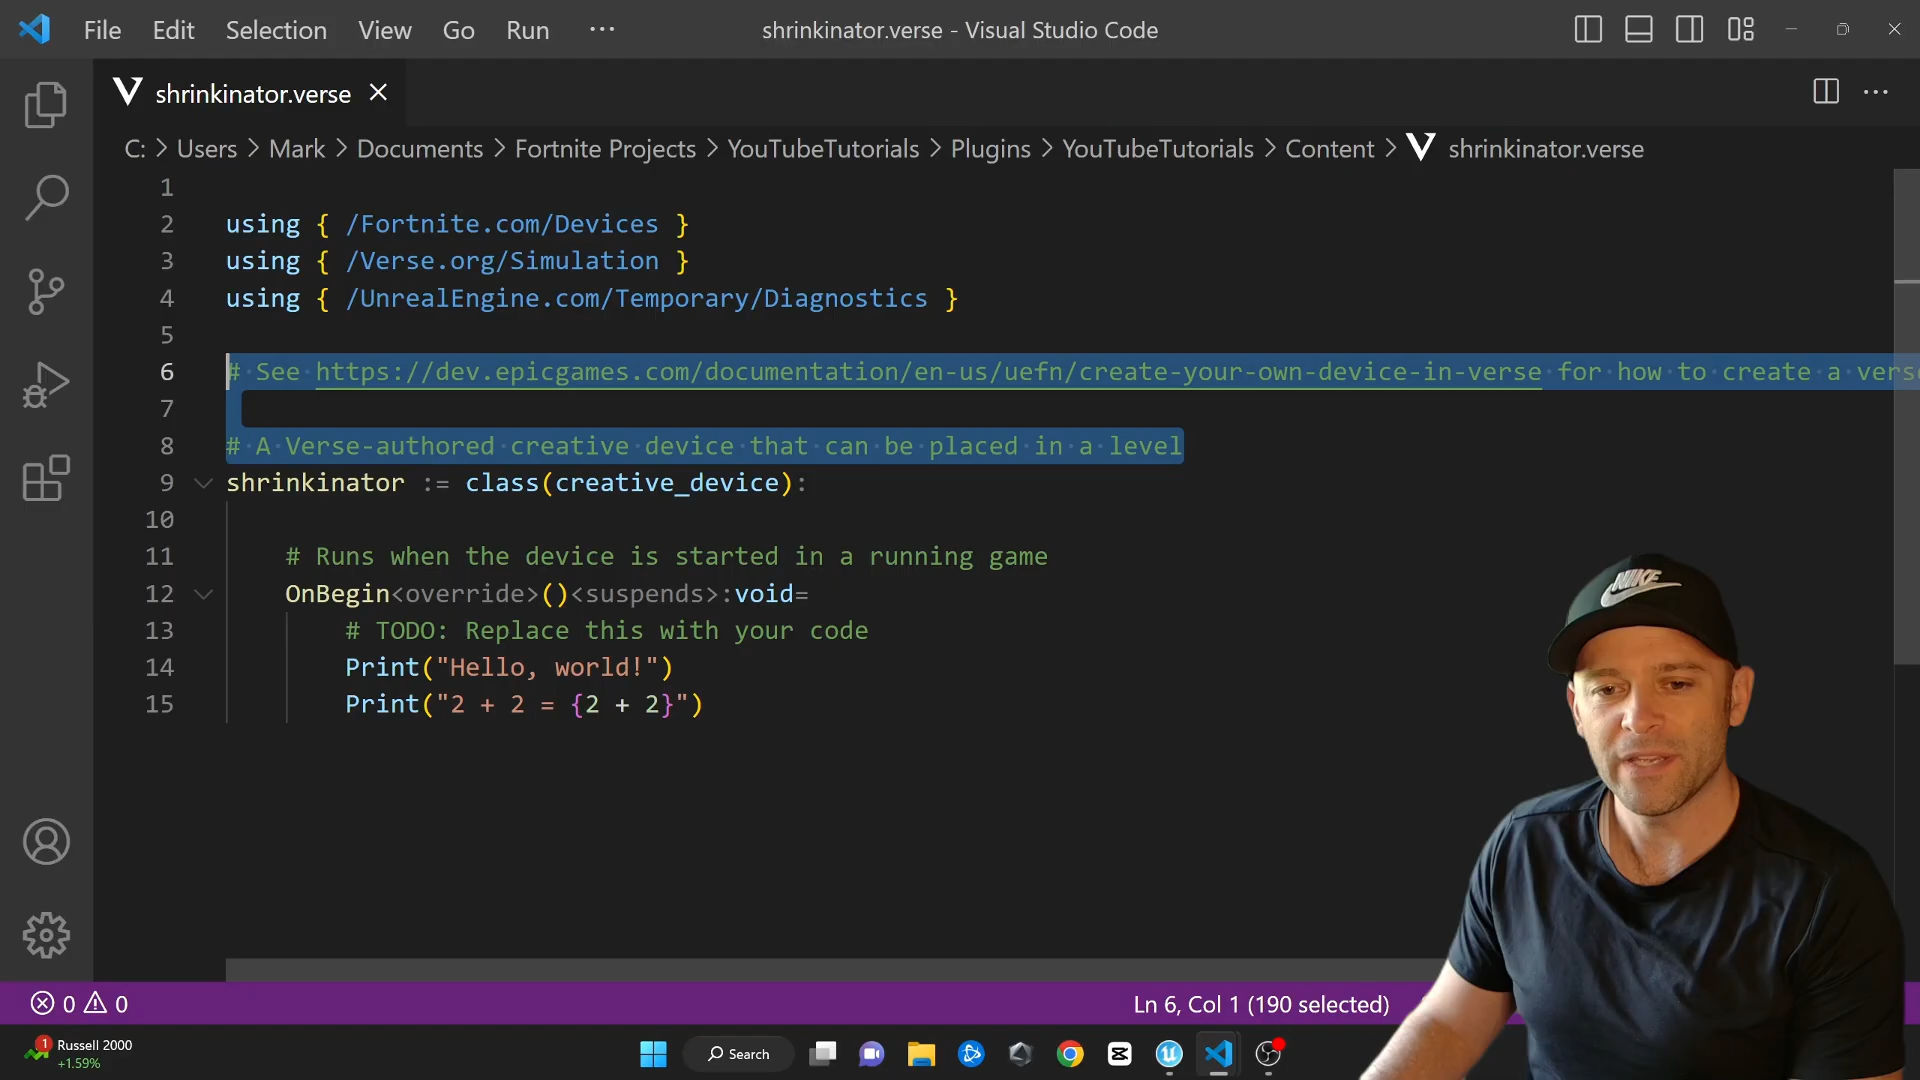 File Edit Selection View Go Run ···
shrinkinator.verse - Visual Studio Code
shrinkinator.verse
C: > Users > Mark > Documents > Fortnite Projects > YouTubeTutorials > Plugins > YouTubeTutorials > Content > shrinkinator.verse
1
2 using { /Fortnite.com/Devices }
3 using { /Verse.org/Simulation }
4 using { /UnrealEngine.com/Temporary/Diagnostics }
5
6 # See https://dev.epicgames.com/documentation/en-us/uefn/create-your-own-device-in-verse for how to create a vers
7
8 # A Verse-authored creative device that can be placed in a level
9 shrinkinator := class(creative_device):
10
11 # Runs when the device is started in a running game
12 OnBegin<override>()<suspends>:void=
13 # TODO: Replace this with your code
14 Print("Hello, world!")
15 Print("2 + 2 = {2 + 2}")
NIKE
0 0
Ln 6, Col 1 (190 selected)
1
Russell 2000
+1.59%
Search